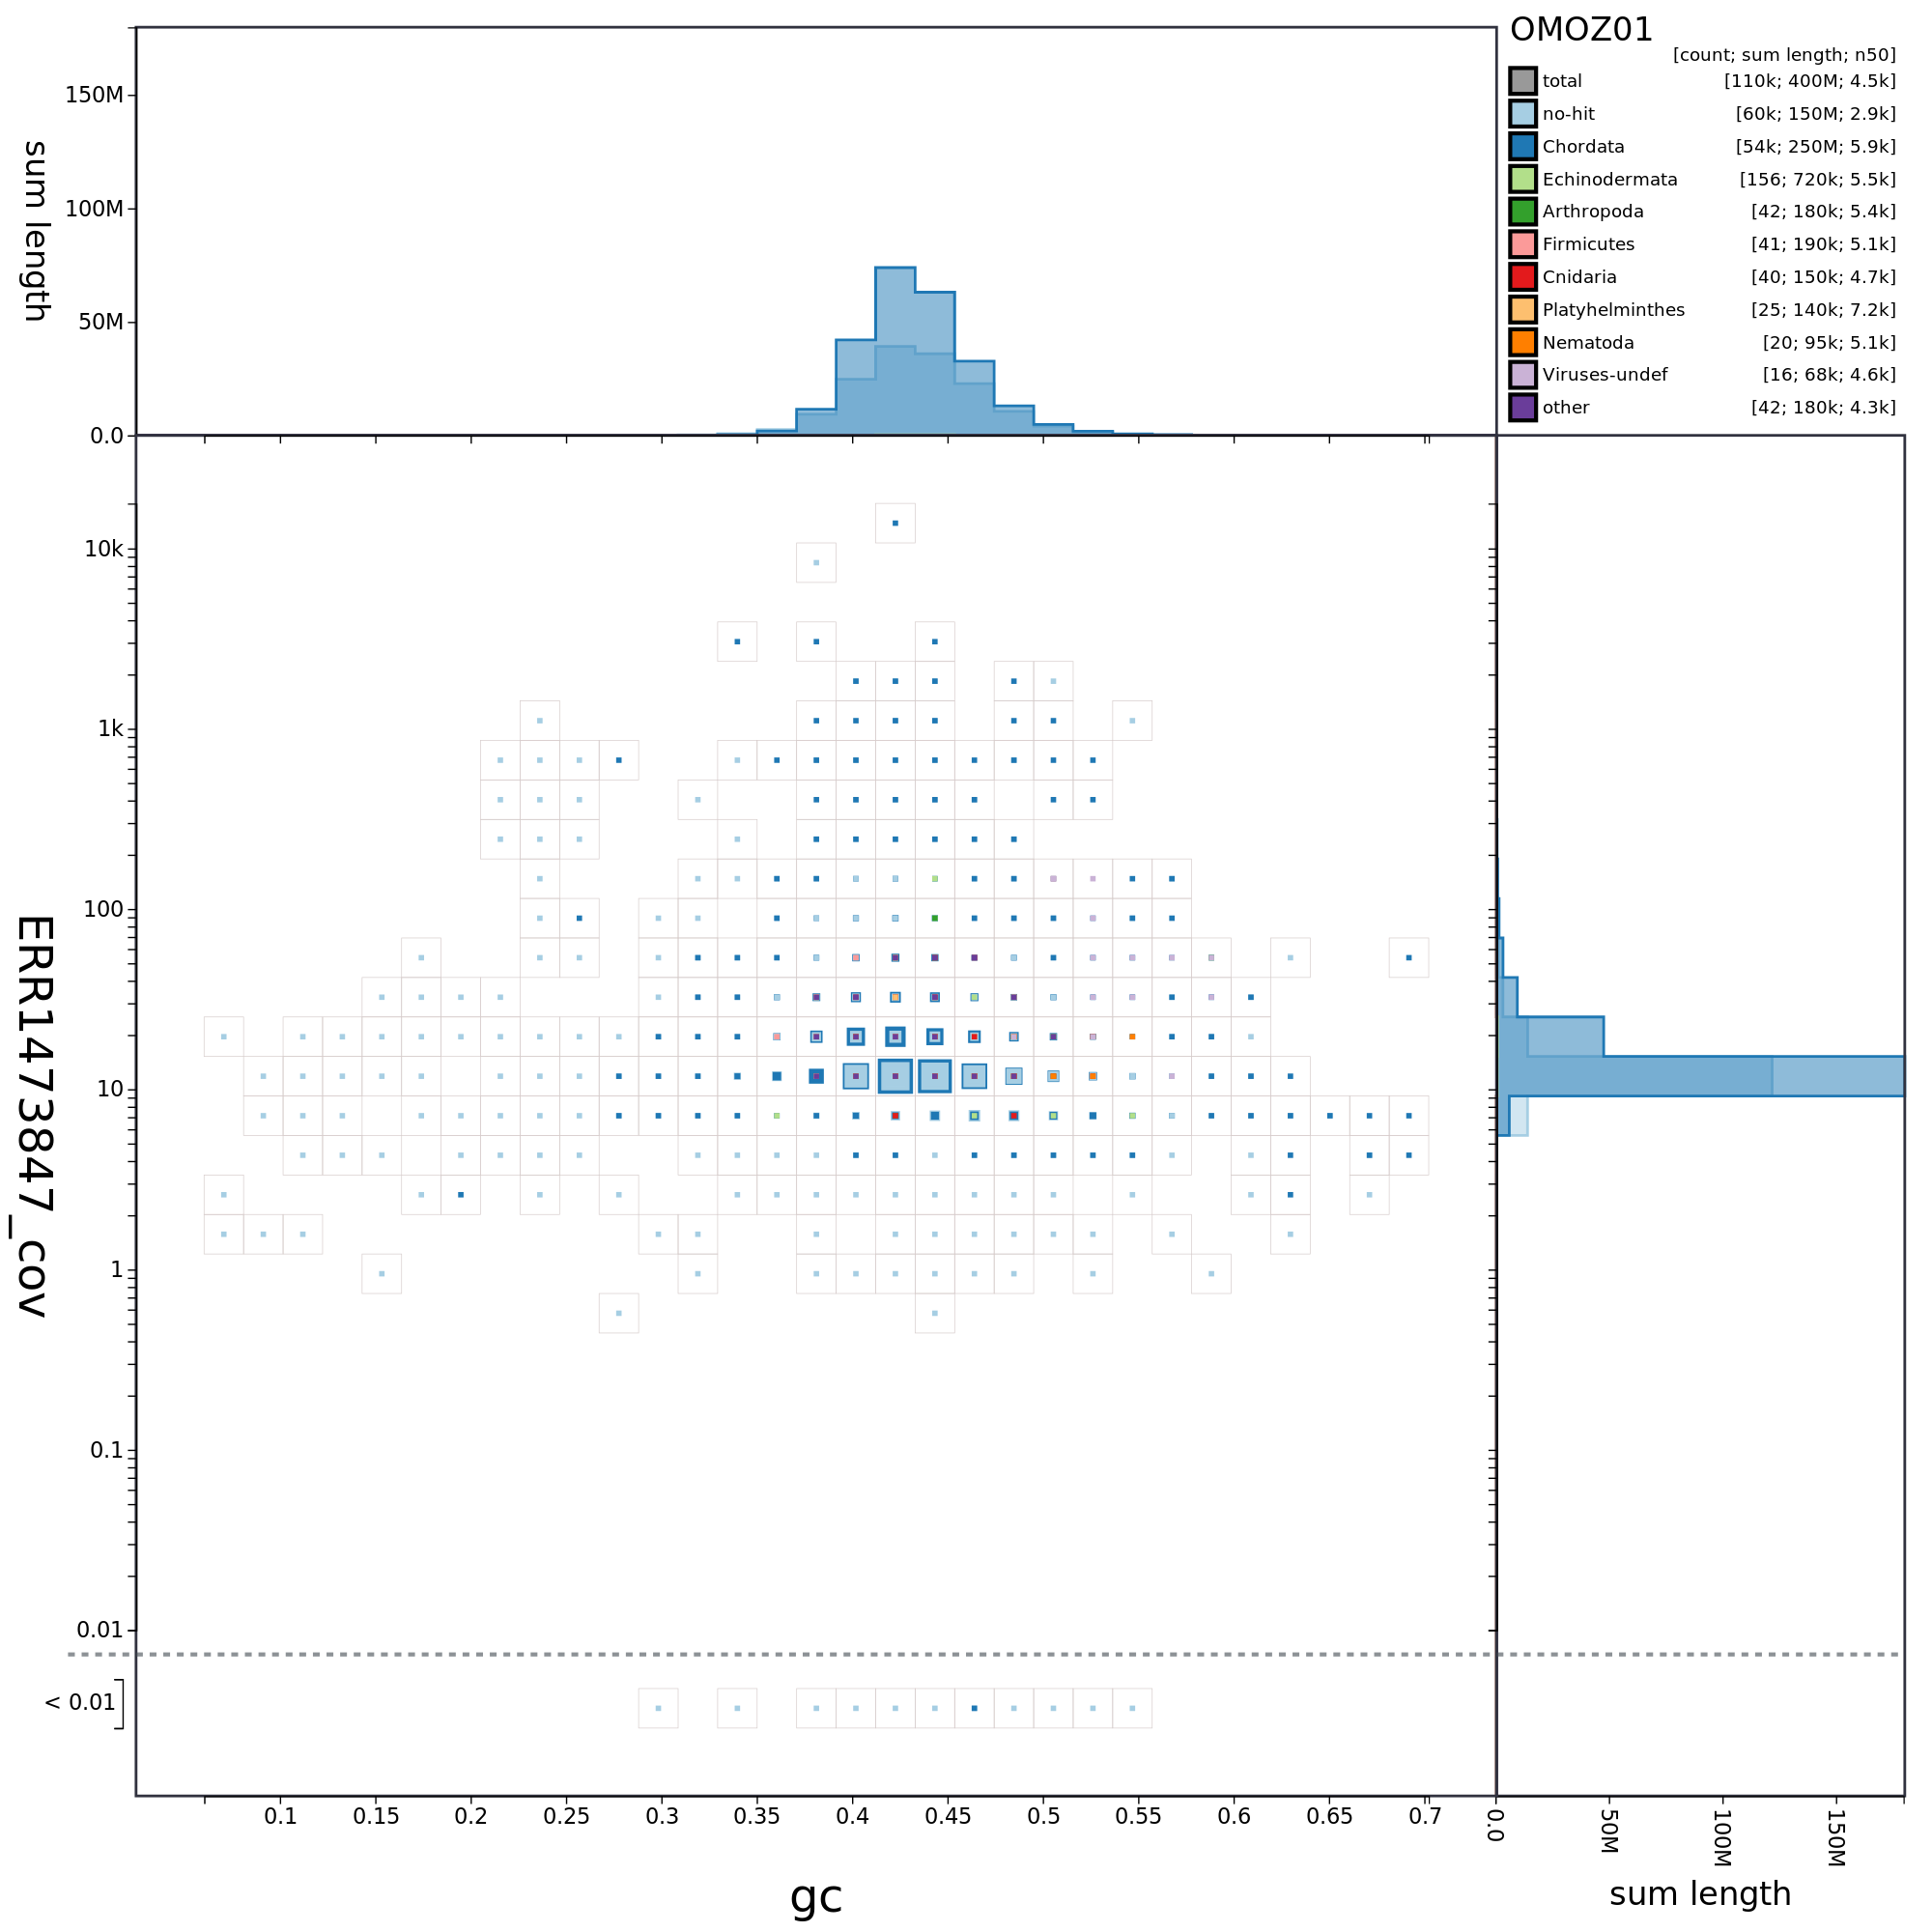 OMOZ01
[count; sum length; n50]
total [110k; 400M; 4.5k]
no-hit [60k; 150M; 2.9k]
Chordata [54k; 250M; 5.9k]
Echinodermata [156; 720k; 5.5k]
Arthropoda [42; 180k; 5.4k]
Firmicutes [41; 190k; 5.1k]
Cnidaria [40; 150k; 4.7k]
Platyhelminthes [25; 140k; 7.2k]
Nematoda [20; 95k; 5.1k]
Viruses-undef [16; 68k; 4.6k]
other [42; 180k; 4.3k]
sum length
150M
100M
50M
0.0
ERR1473847_cov
10k
1k
100
10
1
0.1
0.01
< 0.01
0.1 0.15 0.2 0.25 0.3 0.35 0.4 0.45 0.5 0.55 0.6 0.65 0.7
gc
0.0 50M 100M 150M
sum length